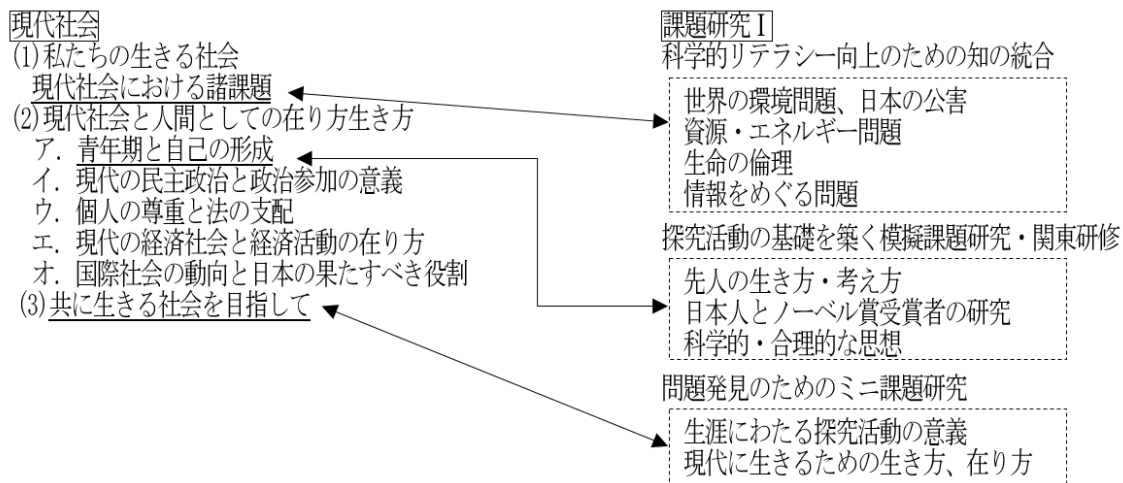 現代社会
(1)私たちの生きる社会
現代社会における諸課題
(2)現代社会と人間としての在り方生き方
ア．青年期と自己の形成
イ．現代の民主政治と政治参加の意義
ウ．個人の尊重と法の支配
エ．現代の経済社会と経済活動の在り方
オ．国際社会の動向と日本の果たすべき役割
(3)共に生きる社会を目指して
課題研究Ⅰ
科学的リテラシー向上のための知の統合
世界の環境問題、日本の公害
資源・エネルギー問題
生命の倫理
情報をめぐる問題
探究活動の基礎を築く模擬課題研究・関東研修
先人の生き方・考え方
日本人とノーベル賞受賞者の研究
科学的・合理的な思想
問題発見のためのミニ課題研究
生涯にわたる探究活動の意義
現代に生きるための生き方、在り方